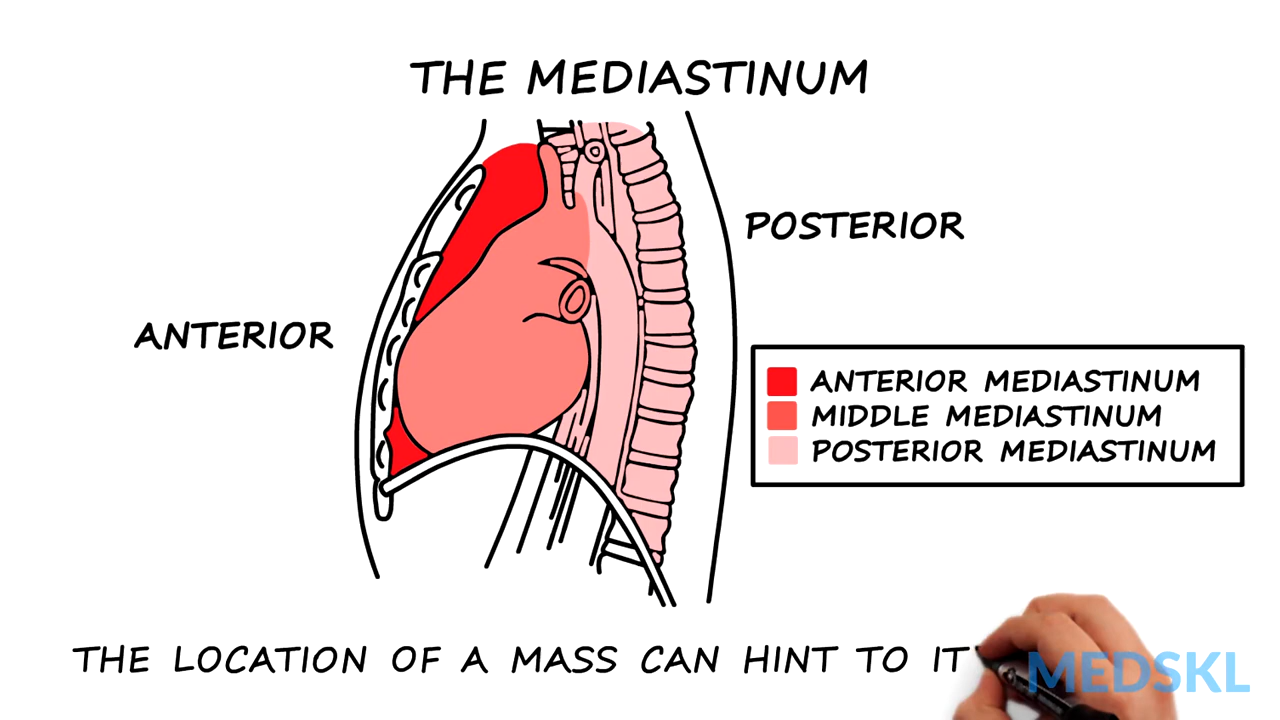 THE MEDIASTINUM
POSTERIOR
ANTERIOR
ANTERIOR MEDIASTINUM
MIDDLE MEDIASTINUM
POSTERIOR MEDIASTINUM
THE LOCATION OF A MASS CAN HINT TO IT
MEDSKL